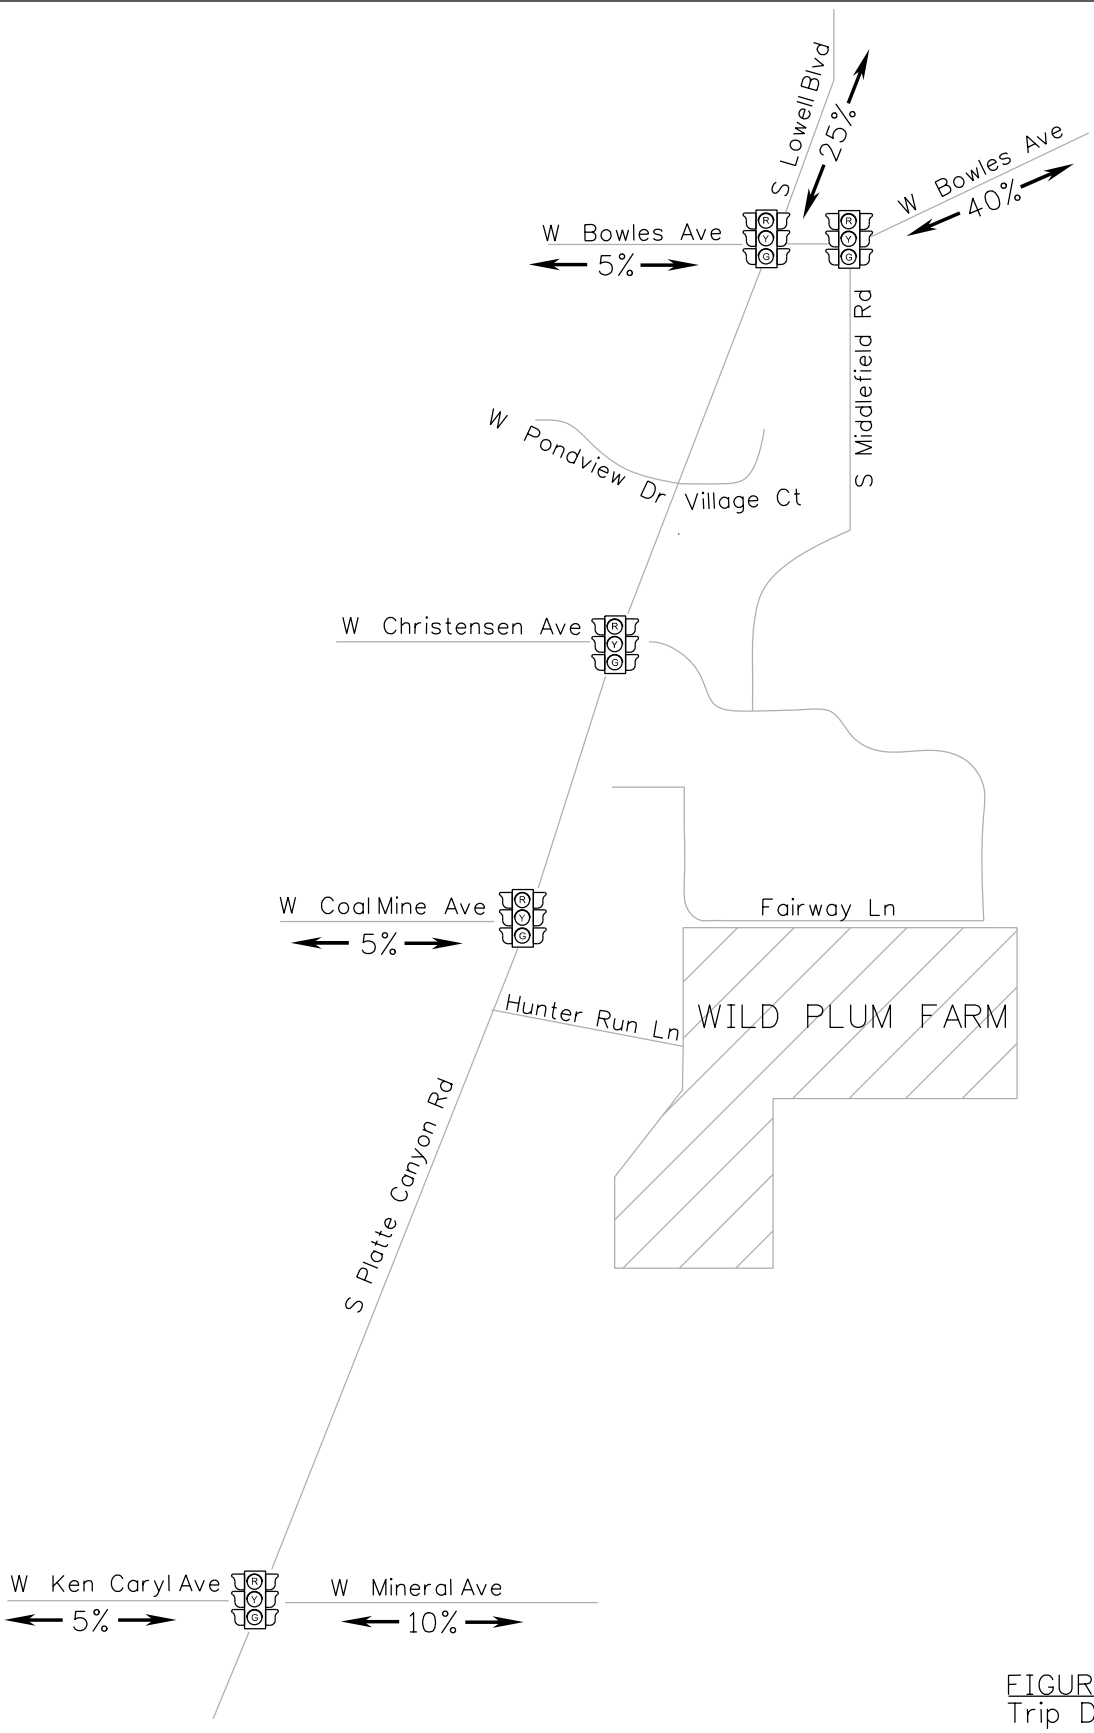 S Lowell Blvd
25%
W Bowles Ave
40%
R
Y
G
R
Y
G
W Bowles Ave
5%
S Middlefield Rd
W Pondview Dr
Village Ct
W Christensen Ave
R
Y
G
W Coal Mine Ave
5%
R
Y
G
Fairway Ln
Hunter Run Ln
WILD PLUM FARM
S Platte Canyon Rd
W Ken Caryl Ave
5%
R
Y
G
W Mineral Ave
10%
FIGUR
Trip D